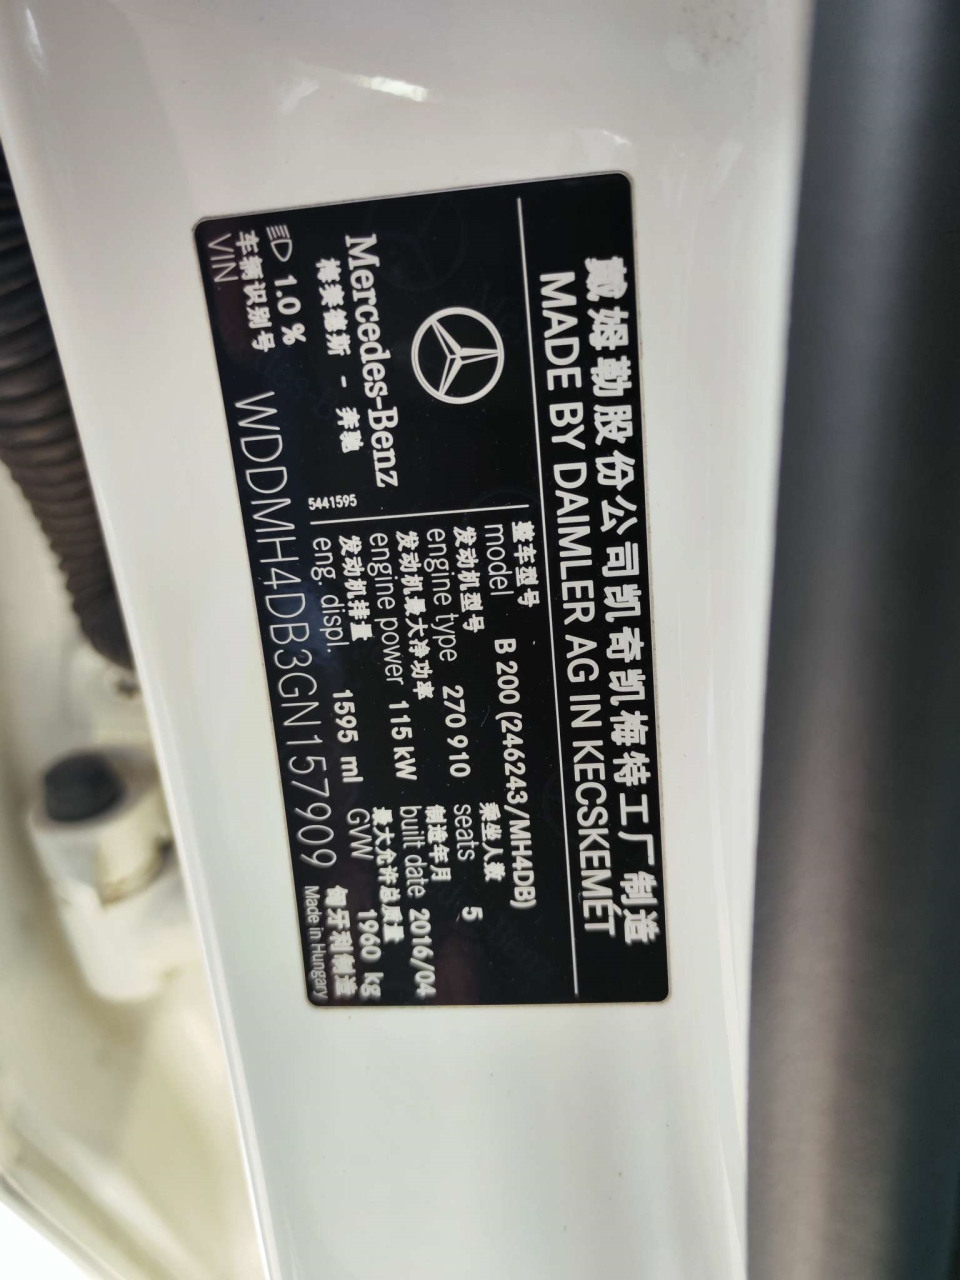 戴姆勒股份公司凯奇凯梅特工厂制造
MADE BY DAIMLER AG IN KECSKEMÉT
Mercedes-Benz
梅赛德斯 - 奔驰
5441595
整车型号
model B 200 (246243/MH4DB)
发动机型号
engine type 270 910
乘坐人数
seats 5
发动机最大净功率
engine power 115 kW
制造年月
built date 2016/04
发动机排量
eng. displ. 1595 ml
最大允许总质量
GVW 1960 kg
1.0 %
车辆识别号
VIN WDDMH4DB3GN157909
匈牙利制造
Made in Hungary